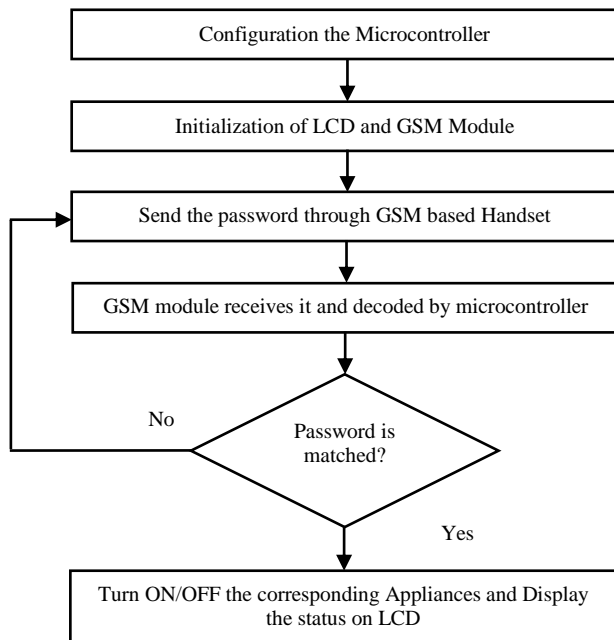 Configuration the Microcontroller
Initialization of LCD and GSM Module
Send the password through GSM based Handset
GSM module receives it and decoded by microcontroller
No
Password is
matched?
Yes
Turn ON/OFF the corresponding Appliances and Display
the status on LCD